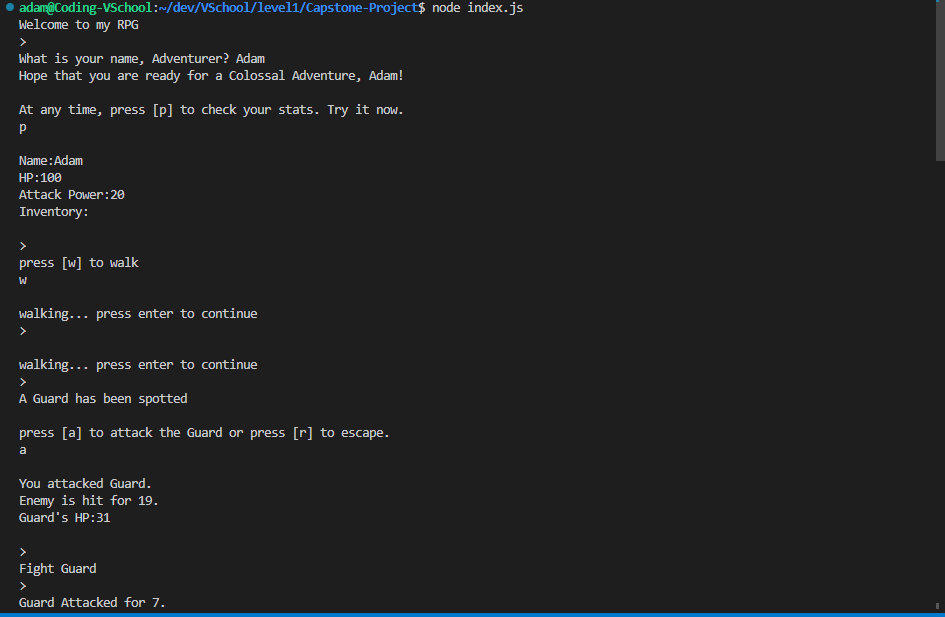 adam@Coding-VSchool:~/dev/VSchool/level1/Capstone-Project$ node index.js
Welcome to my RPG
>
What is your name, Adventurer? Adam
Hope that you are ready for a Colossal Adventure, Adam!
At any time, press [p] to check your stats. Try it now.
p
Name:Adam
HP:100
Attack Power:20
Inventory:
>
press [w] to walk
w
walking... press enter to continue
>
walking... press enter to continue
>
A Guard has been spotted
press [a] to attack the Guard or press [r] to escape.
a
You attacked Guard.
Enemy is hit for 19.
Guard's HP:31
>
Fight Guard
>
Guard Attacked for 7.